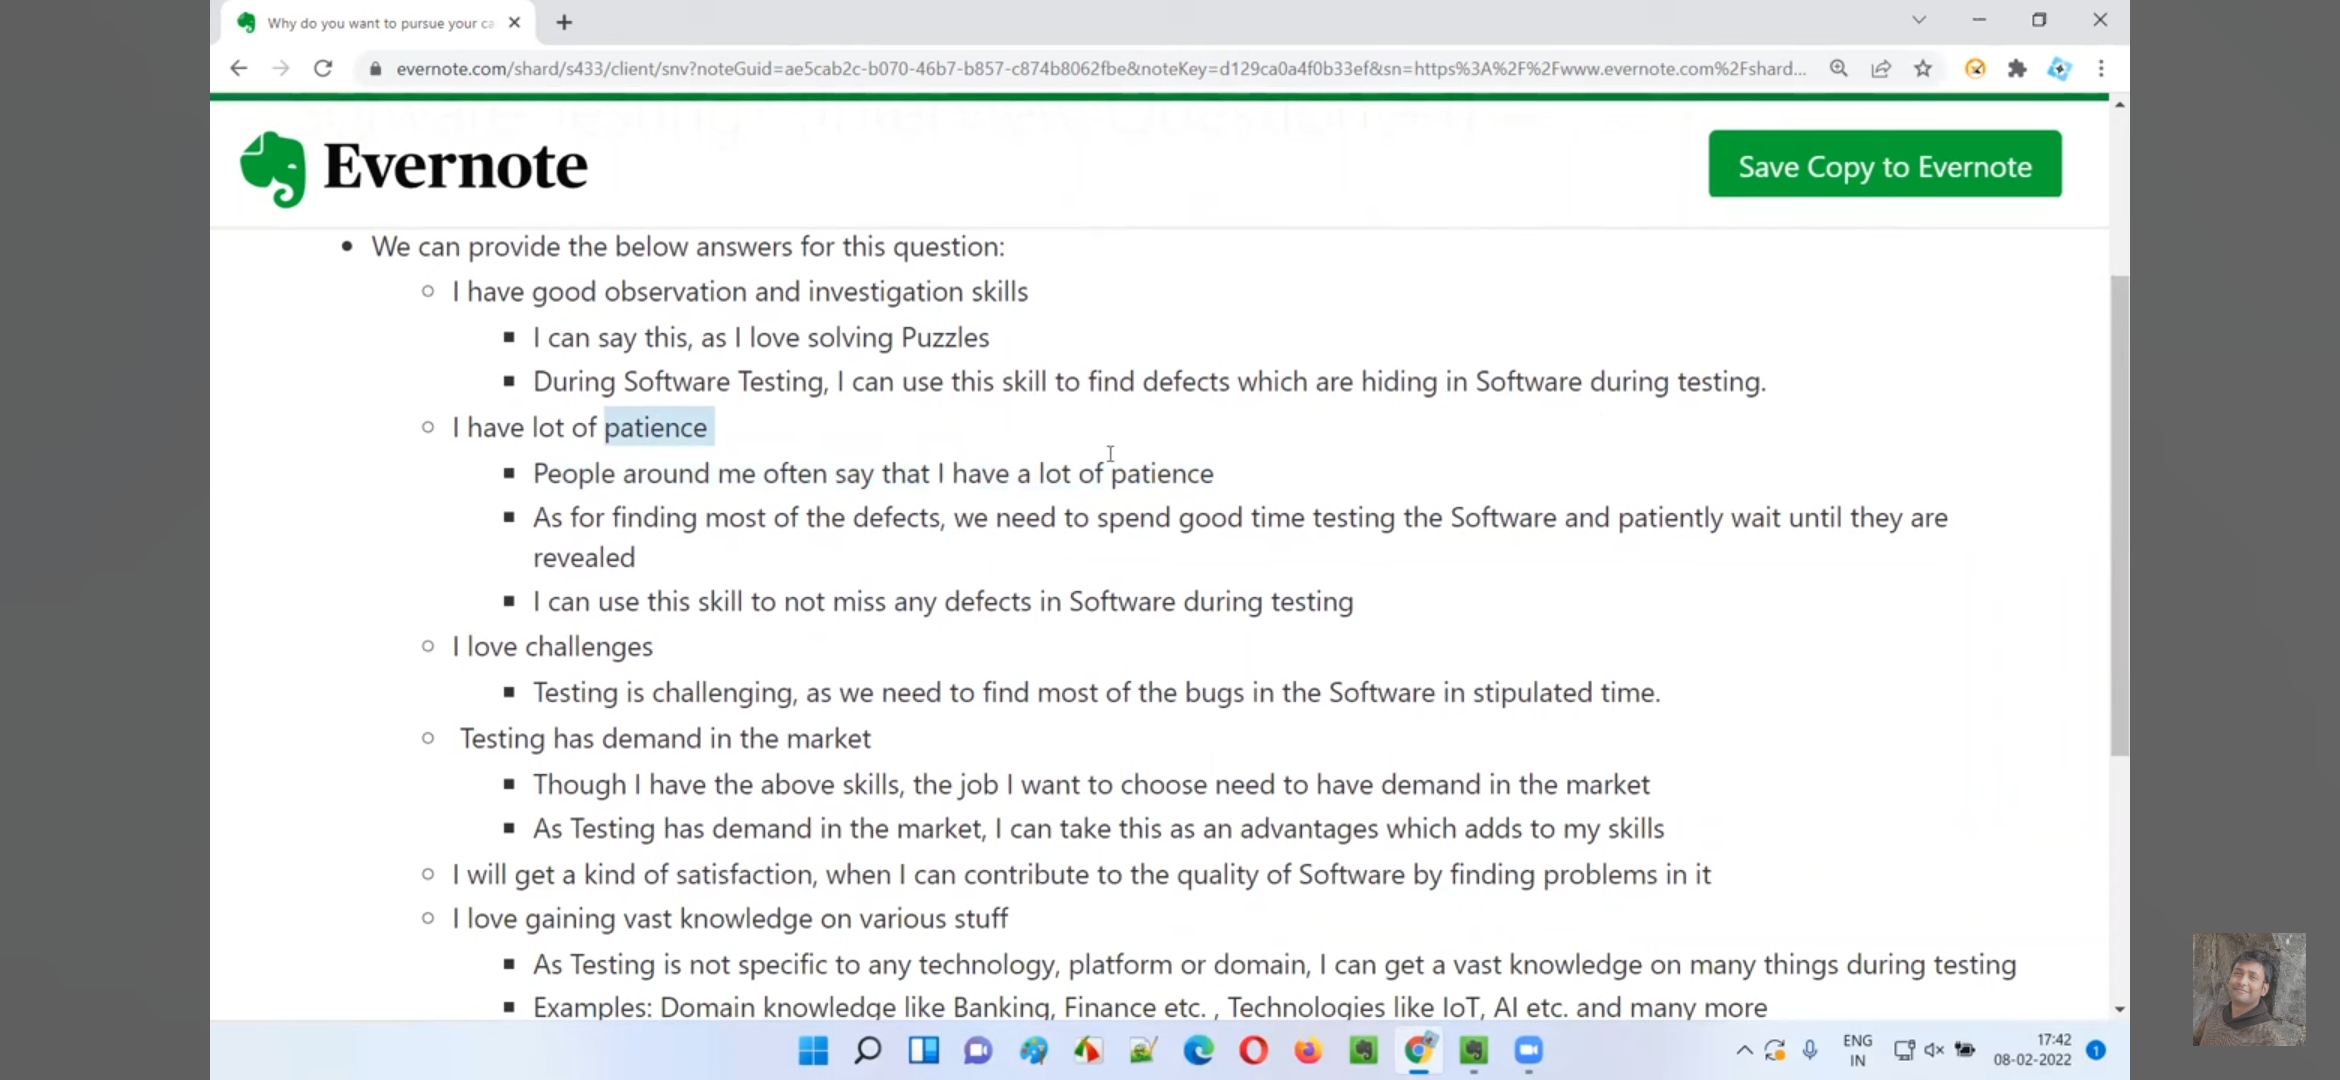 Why do you want to pursue your ca
evernote.com/shard/s433/client/snv?noteGuid=ae5cab2c-b070-46b7-b857-c874b8062fbe&noteKey=d129ca0a4f0b33ef&sn=https%3A%2F%2Fwww.evernote.com%2Fshard...
Evernote
Save Copy to Evernote
• We can provide the below answers for this question:
○ I have good observation and investigation skills
■ I can say this, as I love solving Puzzles
■ During Software Testing, I can use this skill to find defects which are hiding in Software during testing.
○ I have lot of patience
■ People around me often say that I have a lot of patience
■ As for finding most of the defects, we need to spend good time testing the Software and patiently wait until they are
revealed
■ I can use this skill to not miss any defects in Software during testing
○ I love challenges
■ Testing is challenging, as we need to find most of the bugs in the Software in stipulated time.
○ Testing has demand in the market
■ Though I have the above skills, the job I want to choose need to have demand in the market
■ As Testing has demand in the market, I can take this as an advantages which adds to my skills
○ I will get a kind of satisfaction, when I can contribute to the quality of Software by finding problems in it
○ I love gaining vast knowledge on various stuff
■ As Testing is not specific to any technology, platform or domain, I can get a vast knowledge on many things during testing
■ Examples: Domain knowledge like Banking, Finance etc. , Technologies like IoT, AI etc. and many more
ENG
IN
17:42
08-02-2022
1